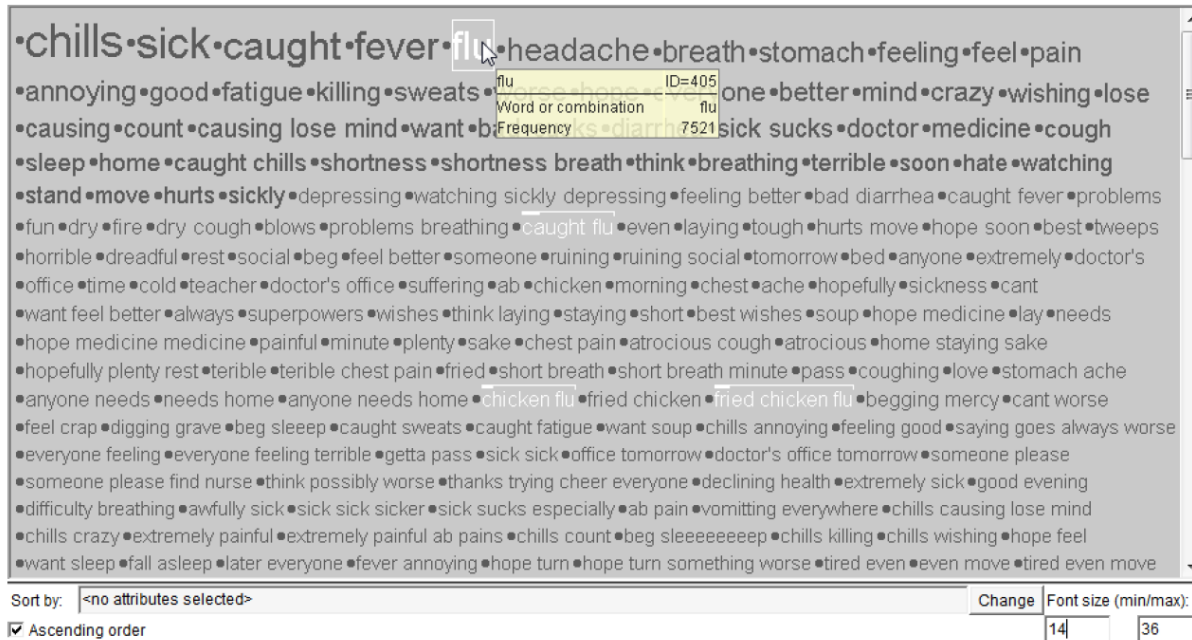 •chills•sick•caught•fever•flu•headache•breath•stomach•feeling•feel•pain
•annoying•good•fatigue•killing•sweats•worse•hope•everyone•better•mind•crazy•wishing•lose
•causing•count•causing lose mind•want•bad•sucks•diarrhea•sick sucks•doctor•medicine•cough
flu ID=405
Word or combination flu
Frequency 7521
•sleep•home•caught chills•shortness•shortness breath•think•breathing•terrible•soon•hate•watching
•stand•move•hurts•sickly•depressing•watching sickly depressing•feeling better•bad diarrhea•caught fever•problems
•fun•dry•fire•dry cough•blows•problems breathing•caught flu•even•laying•tough•hurts move•hope soon•best•tweeps
•horrible•dreadful•rest•social•beg•feel better•someone•ruining•ruining social•tomorrow•bed•anyone•extremely•doctor's
•office•time•cold•teacher•doctor's office•suffering•ab•chicken•morning•chest•ache•hopefully•sickness•cant
•want feel better•always•superpowers•wishes•think laying•staying•short•best wishes•soup•hope medicine•lay•needs
•hope medicine medicine•painful•minute•plenty•sake•chest pain•atrocious cough•atrocious•home staying sake
•hopefully plenty rest•terible•terible chest pain•fried•short breath•short breath minute•pass•coughing•love•stomach ache
•anyone needs•needs home•anyone needs home•chicken flu•fried chicken•fried chicken flu•begging mercy•cant worse
•feel crap•digging grave•beg sleeep•caught sweats•caught fatigue•want soup•chills annoying•feeling good•saying goes always worse
•everyone feeling•everyone feeling terrible•getta pass•sick sick•office tomorrow•doctor's office tomorrow•someone please
•someone please find nurse•think possibly worse•thanks trying cheer everyone•declining health•extremely sick•good evening
•difficulty breathing•awfully sick•sick sick sicker•sick sucks especially•ab pain•vomitting everywhere•chills causing lose mind
•chills crazy•extremely painful•extremely painful ab pains•chills count•beg sleeeeeeeep•chills killing•chills wishing•hope feel
•want sleep•fall asleep•later everyone•fever annoying•hope turn•hope turn something worse•tired even•even move•tired even move
Sort by: <no attributes selected> Change Font size (min/max):
Ascending order 14 36